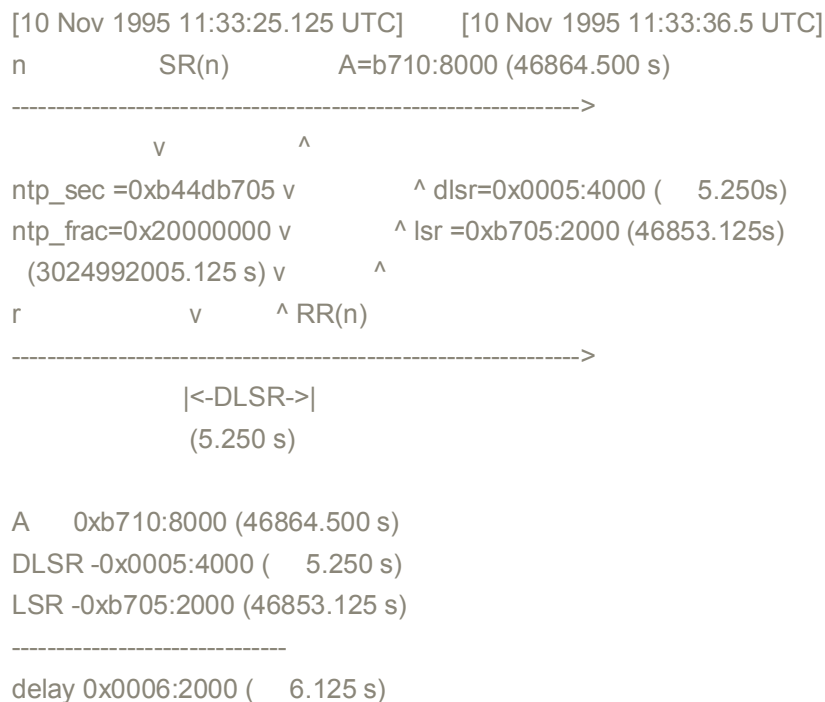 [10 Nov 1995 11:33:25.125 UTC] [10 Nov 1995 11:33:36.5 UTC]
n SR(n) A=b710:8000 (46864.500 s)
---------------------------------------------------------------->
v ^
ntp_sec =0xb44db705 v ^ dlsr=0x0005:4000 ( 5.250s)
ntp_frac=0x20000000 v ^ lsr =0xb705:2000 (46853.125s)
(3024992005.125 s) v ^
r v ^ RR(n)
---------------------------------------------------------------->
|<-DLSR->|
(5.250 s)
A 0xb710:8000 (46864.500 s)
DLSR -0x0005:4000 ( 5.250 s)
LSR -0xb705:2000 (46853.125 s)
-------------------------------
delay 0x0006:2000 ( 6.125 s)